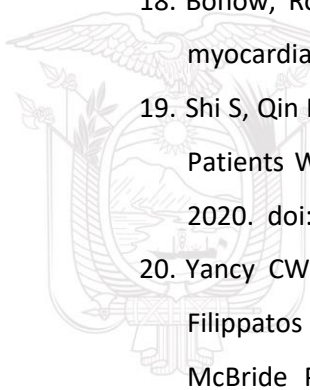 18. Bonow, Ro
myocardia
19. Shi S, Qin
Patients W
2020. doi:
20. Yancy CW
Filippatos
McBride P